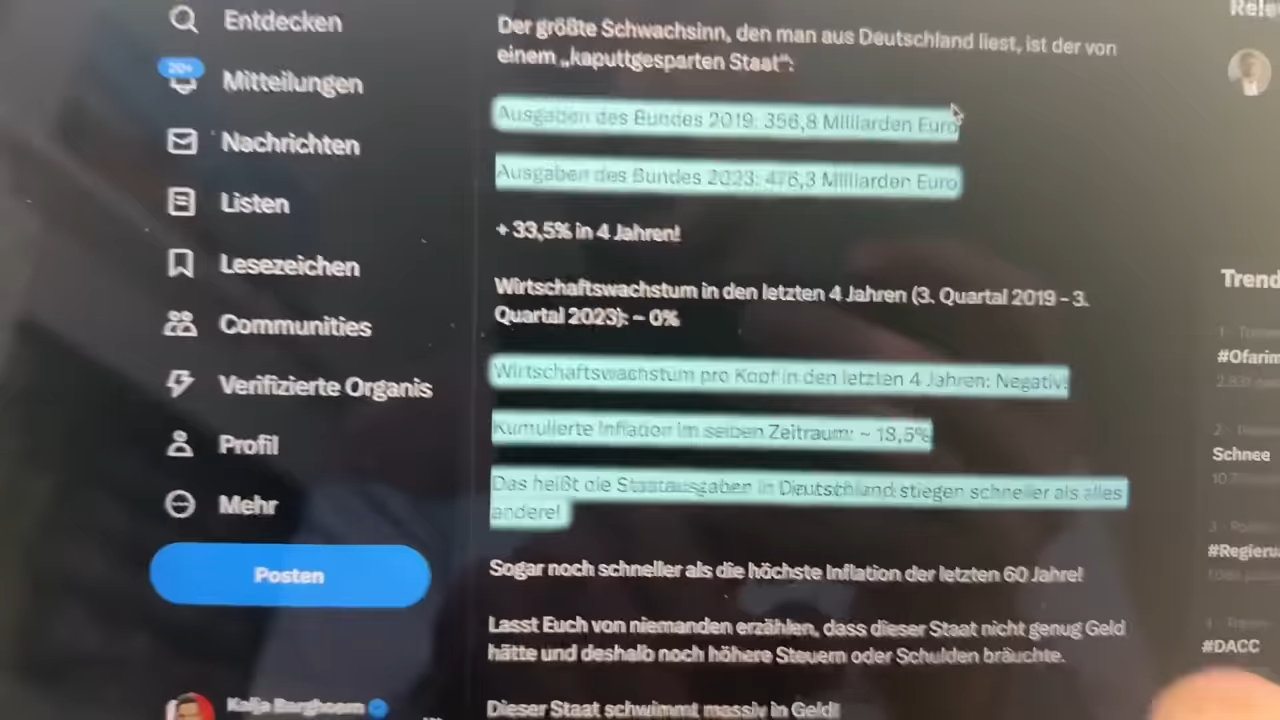 Entdecken
20+
Mitteilungen
Nachrichten
Listen
Lesezeichen
Communities
Verifizierte Organis
Profil
Mehr
Posten
Der größte Schwachsinn, den man aus Deutschland liest, ist der von
einem „kaputtgesparten Staat“:
Ausgaben des Bundes 2019: 356,8 Milliarden Euro
Ausgaben des Bundes 2023: 476,3 Milliarden Euro
+ 33,5% in 4 Jahren!
Wirtschaftswachstum in den letzten 4 Jahren (3. Quartal 2019 - 3.
Quartal 2023): ~ 0%
Wirtschaftswachstum pro Kopf in den letzten 4 Jahren: Negativ!
Kumulierte Inflation im selben Zeitraum: ~ 18,5%
Das heißt die Staatausgaben in Deutschland stiegen schneller als alles
andere!
Sogar noch schneller als die höchste Inflation der letzten 60 Jahre!
Lasst Euch von niemanden erzählen, dass dieser Staat nicht genug Geld
hätte und deshalb noch höhere Steuern oder Schulden bräuchte.
Dieser Staat schwimmt massiv in Geld!
Rele
Trend
#Ofarim
Schnee
#Regieru
#DACC